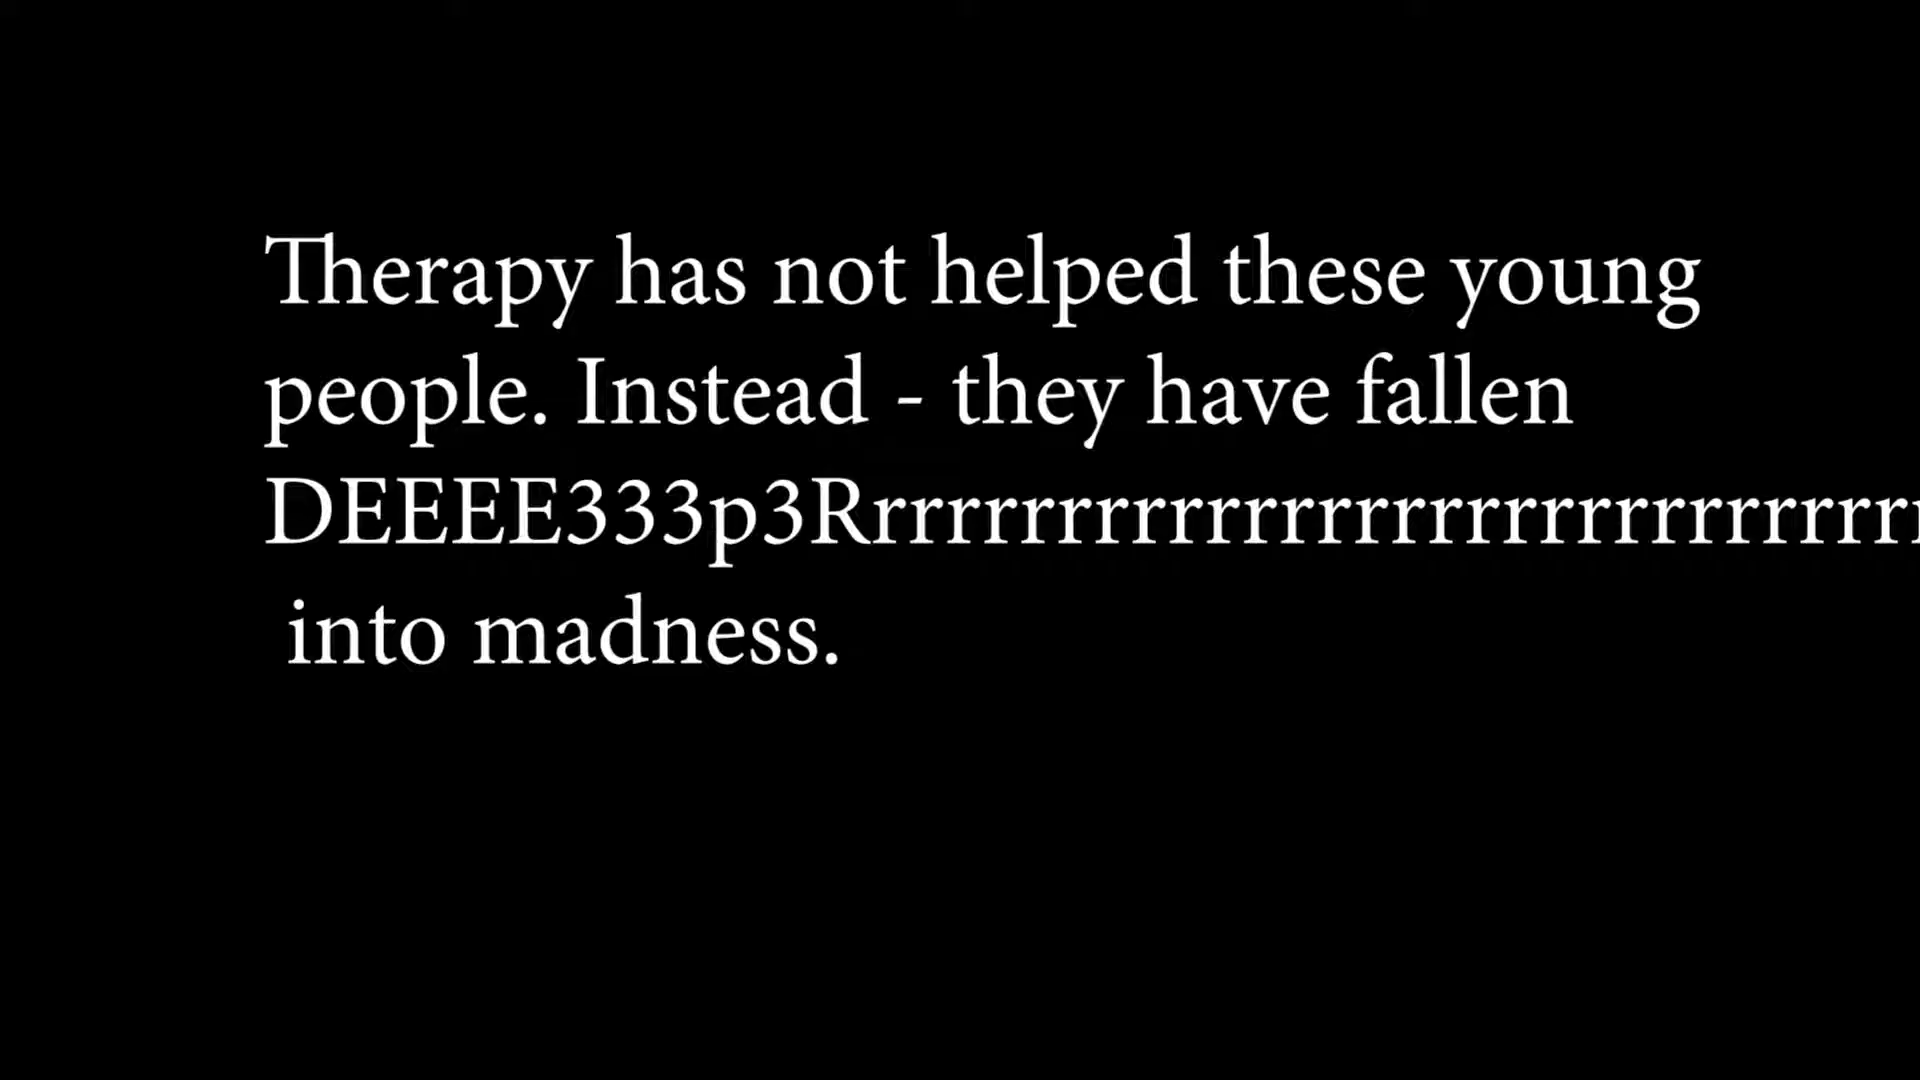 Therapy has not helped these young
people. Instead - they have fallen
DEEEE333p3Rrrrrrrrrrrrrrrrrrrrrrrrrrrrr
into madness.